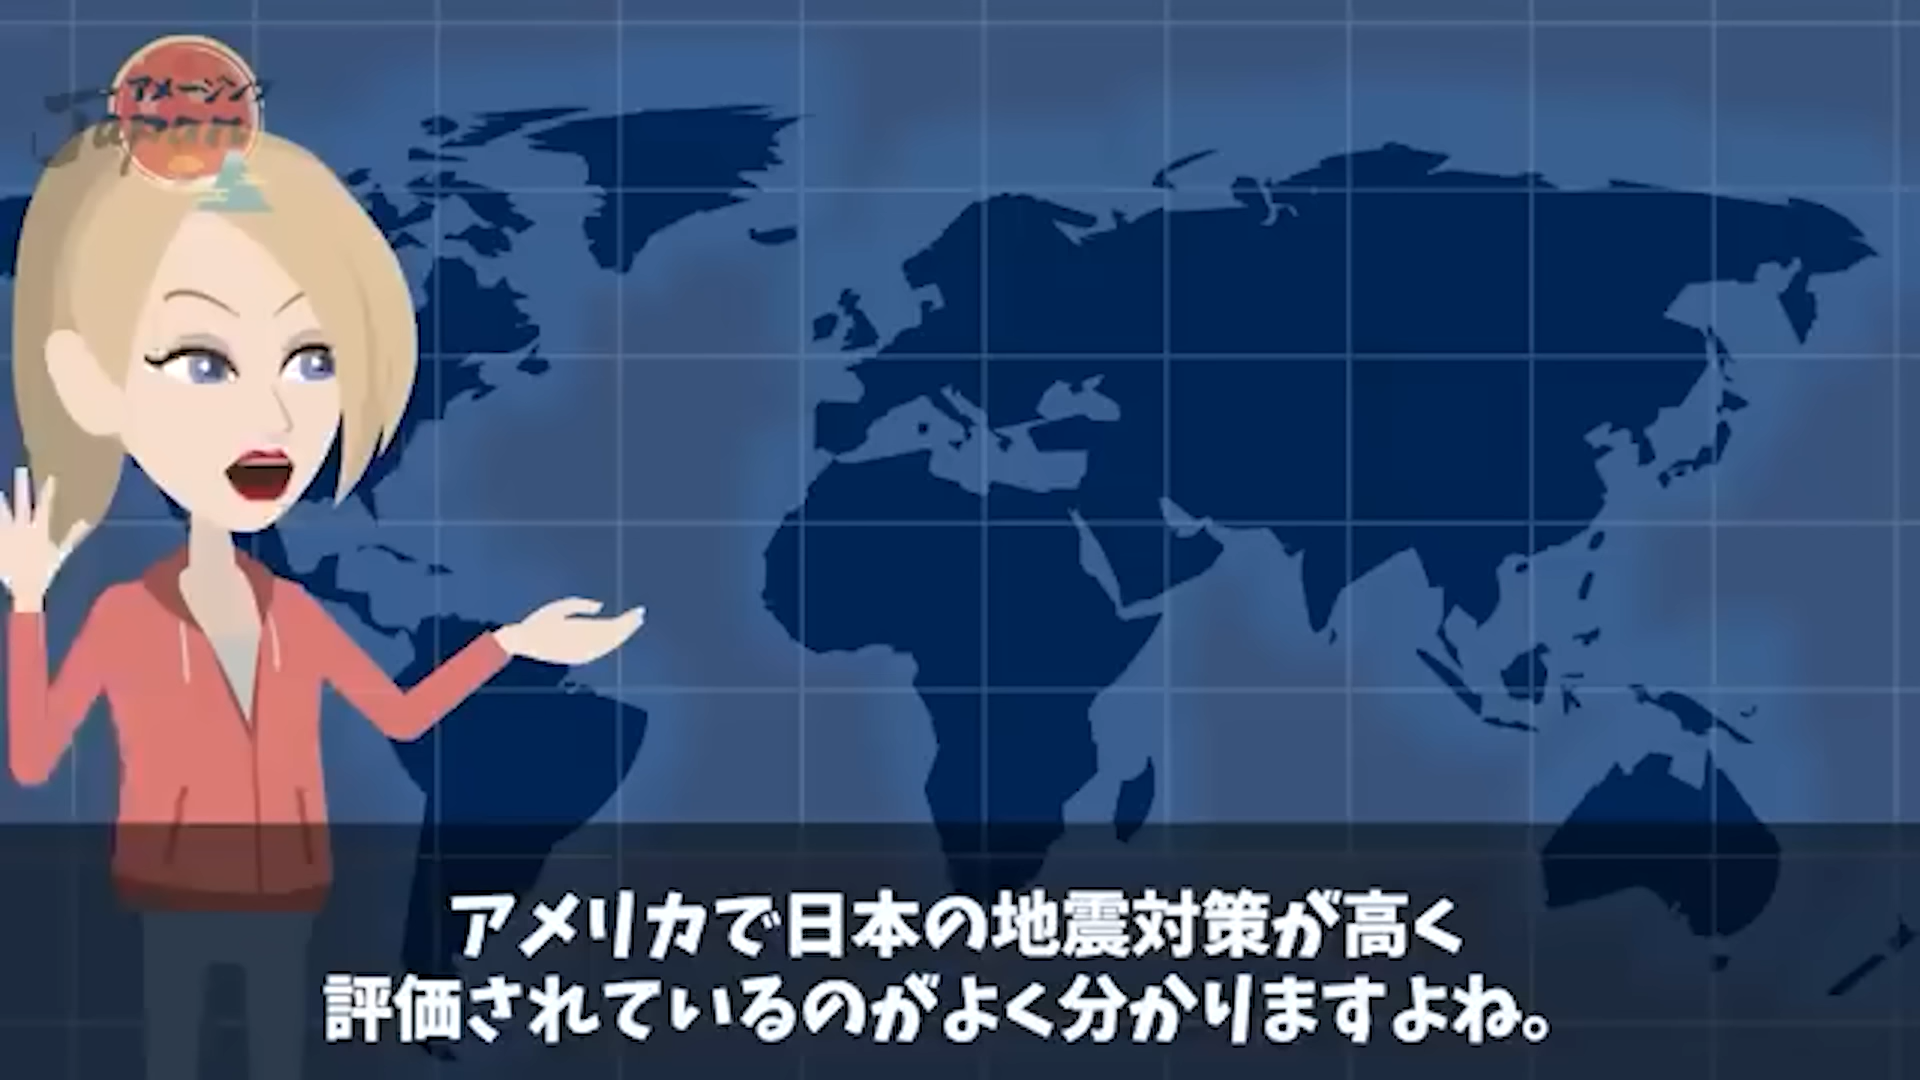 アメージング
Japan
アメリカで日本の地震対策が高く
評価されているのがよく分かりますよね。